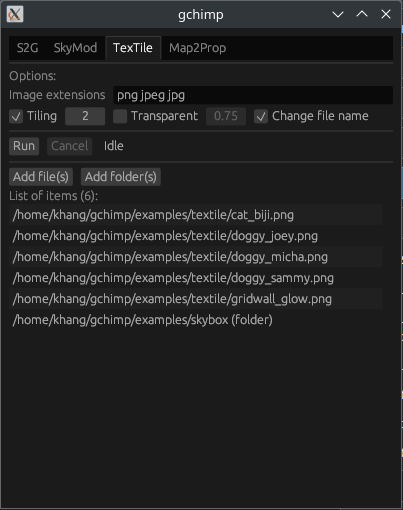 gchimp
S2G SkyMod TexTile Map2Prop
Options:
Image extensions png jpeg jpg
Tiling 2 Transparent 0.75 Change file name
Run Cancel Idle
Add file(s) Add folder(s)
List of items (6):
/home/khang/gchimp/examples/textile/cat_biji.png
/home/khang/gchimp/examples/textile/doggy_joey.png
/home/khang/gchimp/examples/textile/doggy_micha.png
/home/khang/gchimp/examples/textile/doggy_sammy.png
/home/khang/gchimp/examples/textile/gridwall_glow.png
/home/khang/gchimp/examples/skybox (folder)